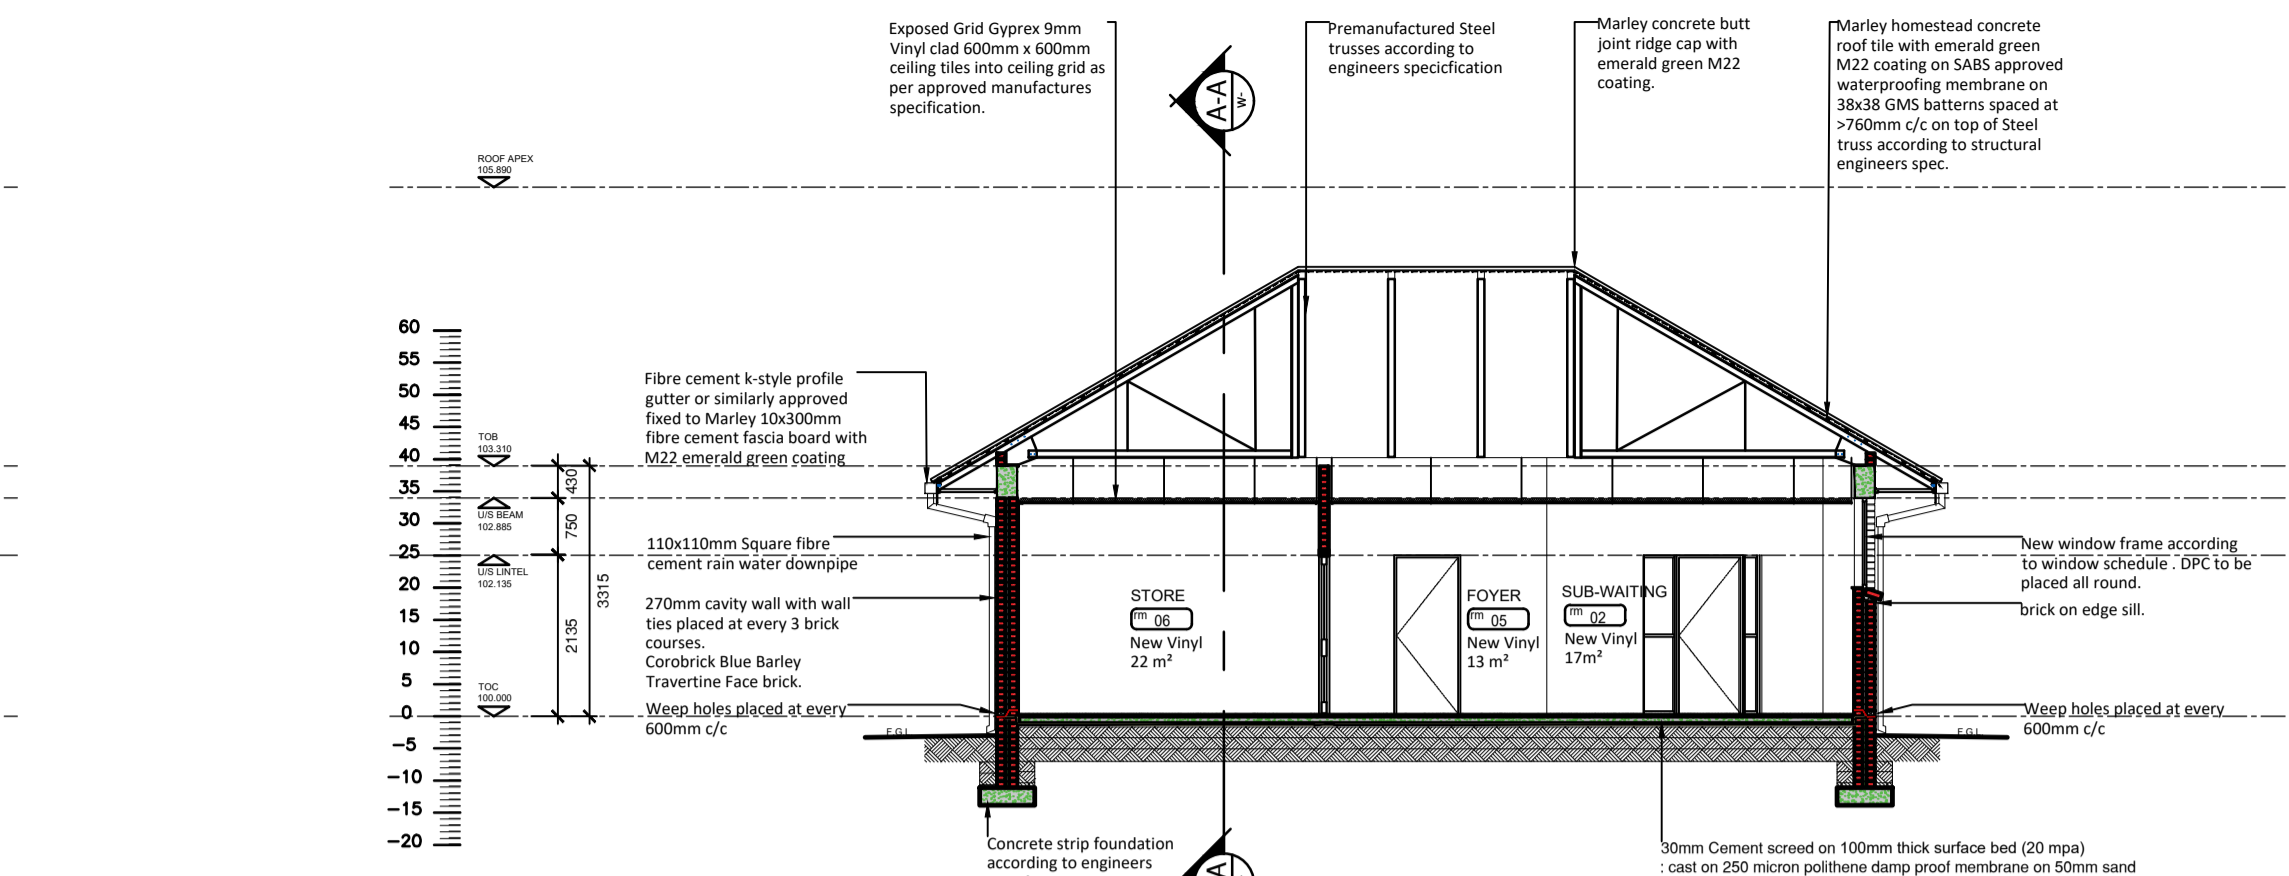 Exposed Grid Gyprex 9mm
Vinyl clad 600mm x 600mm
ceiling tiles into ceiling grid as
per approved manufactures
specification.
A-A
W-
Premanufactured Steel
trusses according to
engineers specicfication
Marley concrete butt
joint ridge cap with
emerald green M22
coating.
Marley homestead concrete
roof tile with emerald green
M22 coating on SABS approved
waterproofing membrane on
38x38 GMS batterns spaced at
>760mm c/c on top of Steel
truss according to structural
engineers spec.
ROOF APEX
105.890
60
55
50
45
40
35
30
25
20
15
10
5
0
-5
-10
-15
-20
TOB
103.310
U/S BEAM
102.885
U/S LINTEL
102.135
TOC
100.000
430
750
2135
3315
Fibre cement k-style profile
gutter or similarly approved
fixed to Marley 10x300mm
fibre cement fascia board with
M22 emerald green coating
110x110mm Square fibre
cement rain water downpipe
270mm cavity wall with wall
ties placed at every 3 brick
courses.
Corobrick Blue Barley
Travertine Face brick.
Weep holes placed at every
600mm c/c
F.G.L
STORE
rm 06
New Vinyl
22 m²
FOYER
rm 05
New Vinyl
13 m²
SUB-WAITING
rm 02
New Vinyl
17m²
New window frame according
to window schedule . DPC to be
placed all round.
brick on edge sill.
Weep holes placed at every
600mm c/c
F.G.L
Concrete strip foundation
according to engineers
A
30mm Cement screed on 100mm thick surface bed (20 mpa)
: cast on 250 micron polithene damp proof membrane on 50mm sand